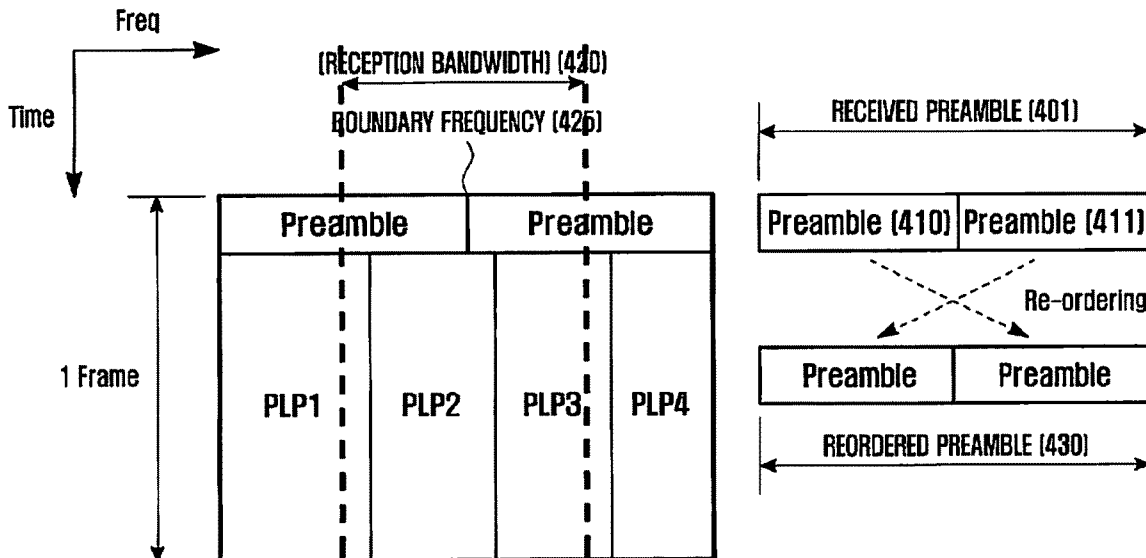 Freq
Time
(RECEPTION BANDWIDTH) (420)
BOUNDARY FREQUENCY (425)
RECEIVED PREAMBLE (401)
Preamble Preamble
Preamble (410) Preamble (411)
Re-ordering
1 Frame
PLP1 PLP2 PLP3 PLP4
Preamble Preamble
REORDERED PREAMBLE (430)